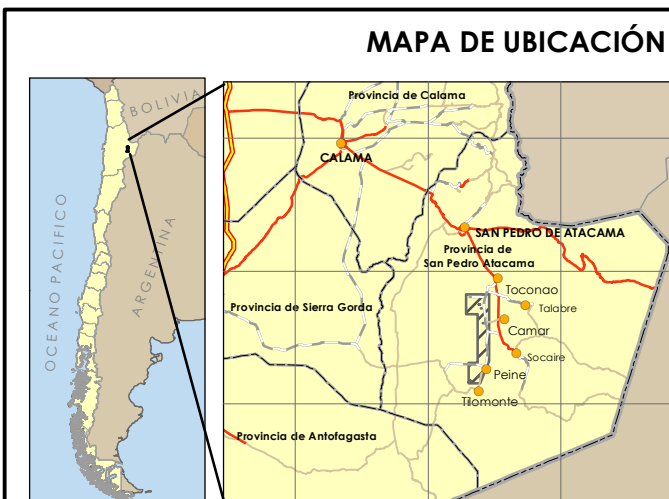 MAPA DE UBICACIÓN
BOLIVIA
OCEANO PACIFICO
ARGENTINA
Provincia de Calama
CALAMA
SAN PEDRO DE ATACAMA
Provincia de
San Pedro Atacama
Toconao
Talabre
Provincia de Sierra Gorda
Camar
Socaire
Peine
Tilomonte
Provincia de Antofagasta